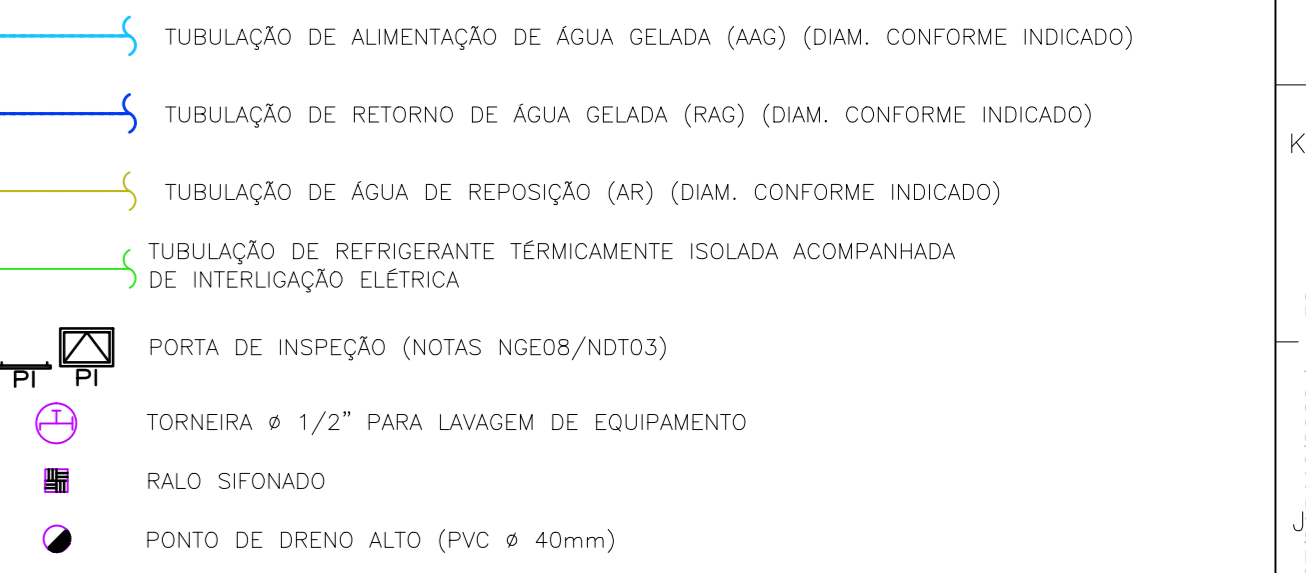 TUBULAÇÃO DE ALIMENTAÇÃO DE ÁGUA GELADA (AAG) (DIAM. CONFORME INDICADO)
TUBULAÇÃO DE RETORNO DE ÁGUA GELADA (RAG) (DIAM. CONFORME INDICADO)
K
TUBULAÇÃO DE ÁGUA DE REPOSIÇÃO (AR) (DIAM. CONFORME INDICADO)
TUBULAÇÃO DE REFRIGERANTE TÉRMICAMENTE ISOLADA ACOMPANHADA
DE INTERLIGAÇÃO ELÉTRICA
PORTA DE INSPEÇÃO (NOTAS NGE08/NDT03)
PI PI
TORNEIRA ø 1/2" PARA LAVAGEM DE EQUIPAMENTO
RALO SIFONADO
J
PONTO DE DRENO ALTO (PVC ø 40mm)